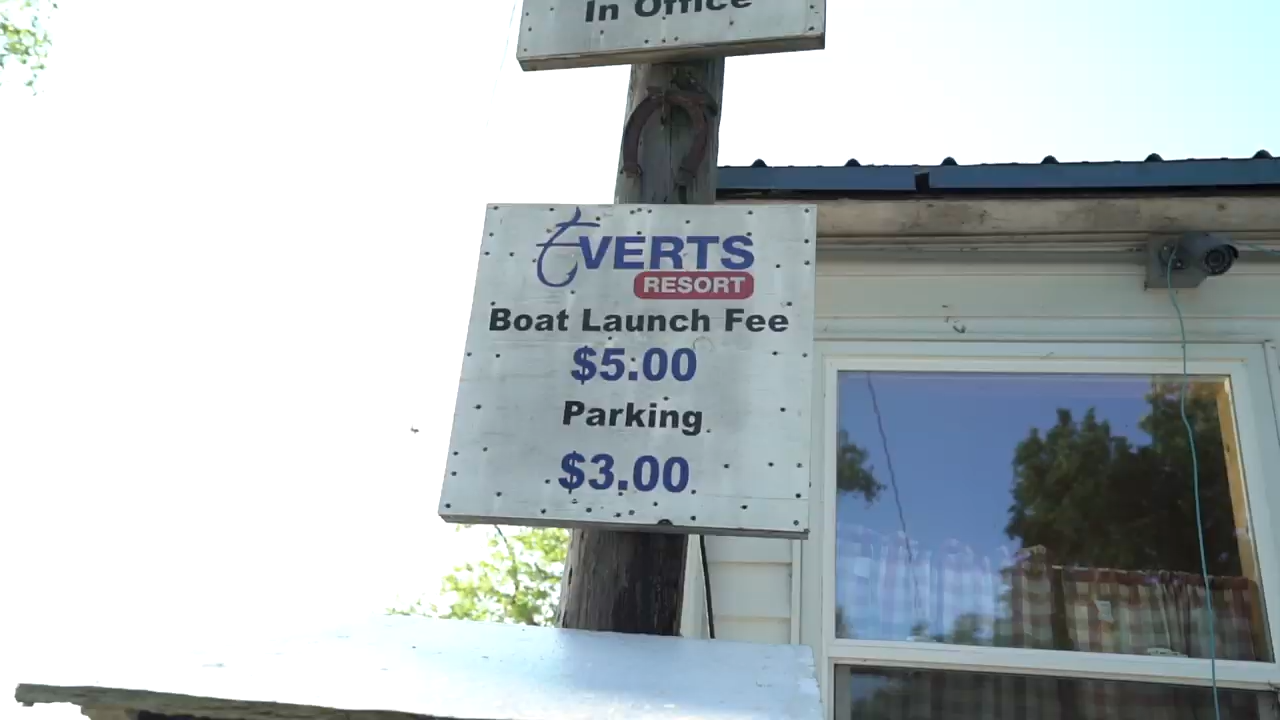 In Office
EVERTS
RESORT
Boat Launch Fee
$5.00
Parking
$3.00